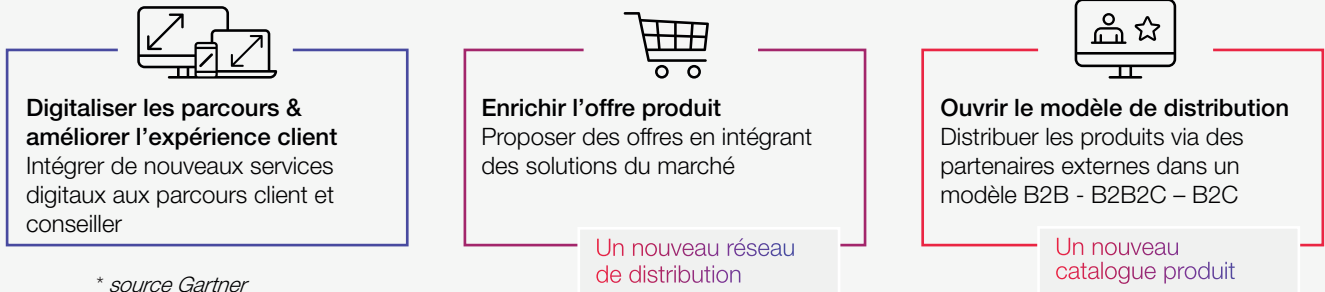 Digitaliser les parcours &
améliorer l’expérience client
Intégrer de nouveaux services
digitaux aux parcours client et
conseiller
* source Gartner
Enrichir l’offre produit
Proposer des offres en intégrant
des solutions du marché
Un nouveau réseau
de distribution
Ouvrir le modèle de distribution
Distribuer les produits via des
partenaires externes dans un
modèle B2B - B2B2C – B2C
Un nouveau
catalogue produit